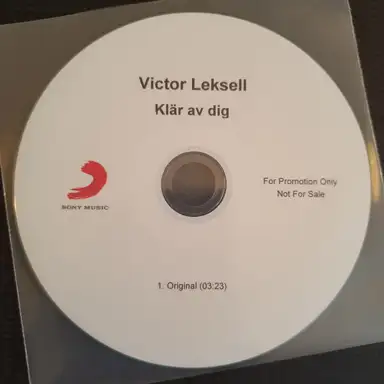 Victor Leksell
Klär av dig
For Promotion Only
Not For Sale
SONY MUSIC
1. Original (03:23)